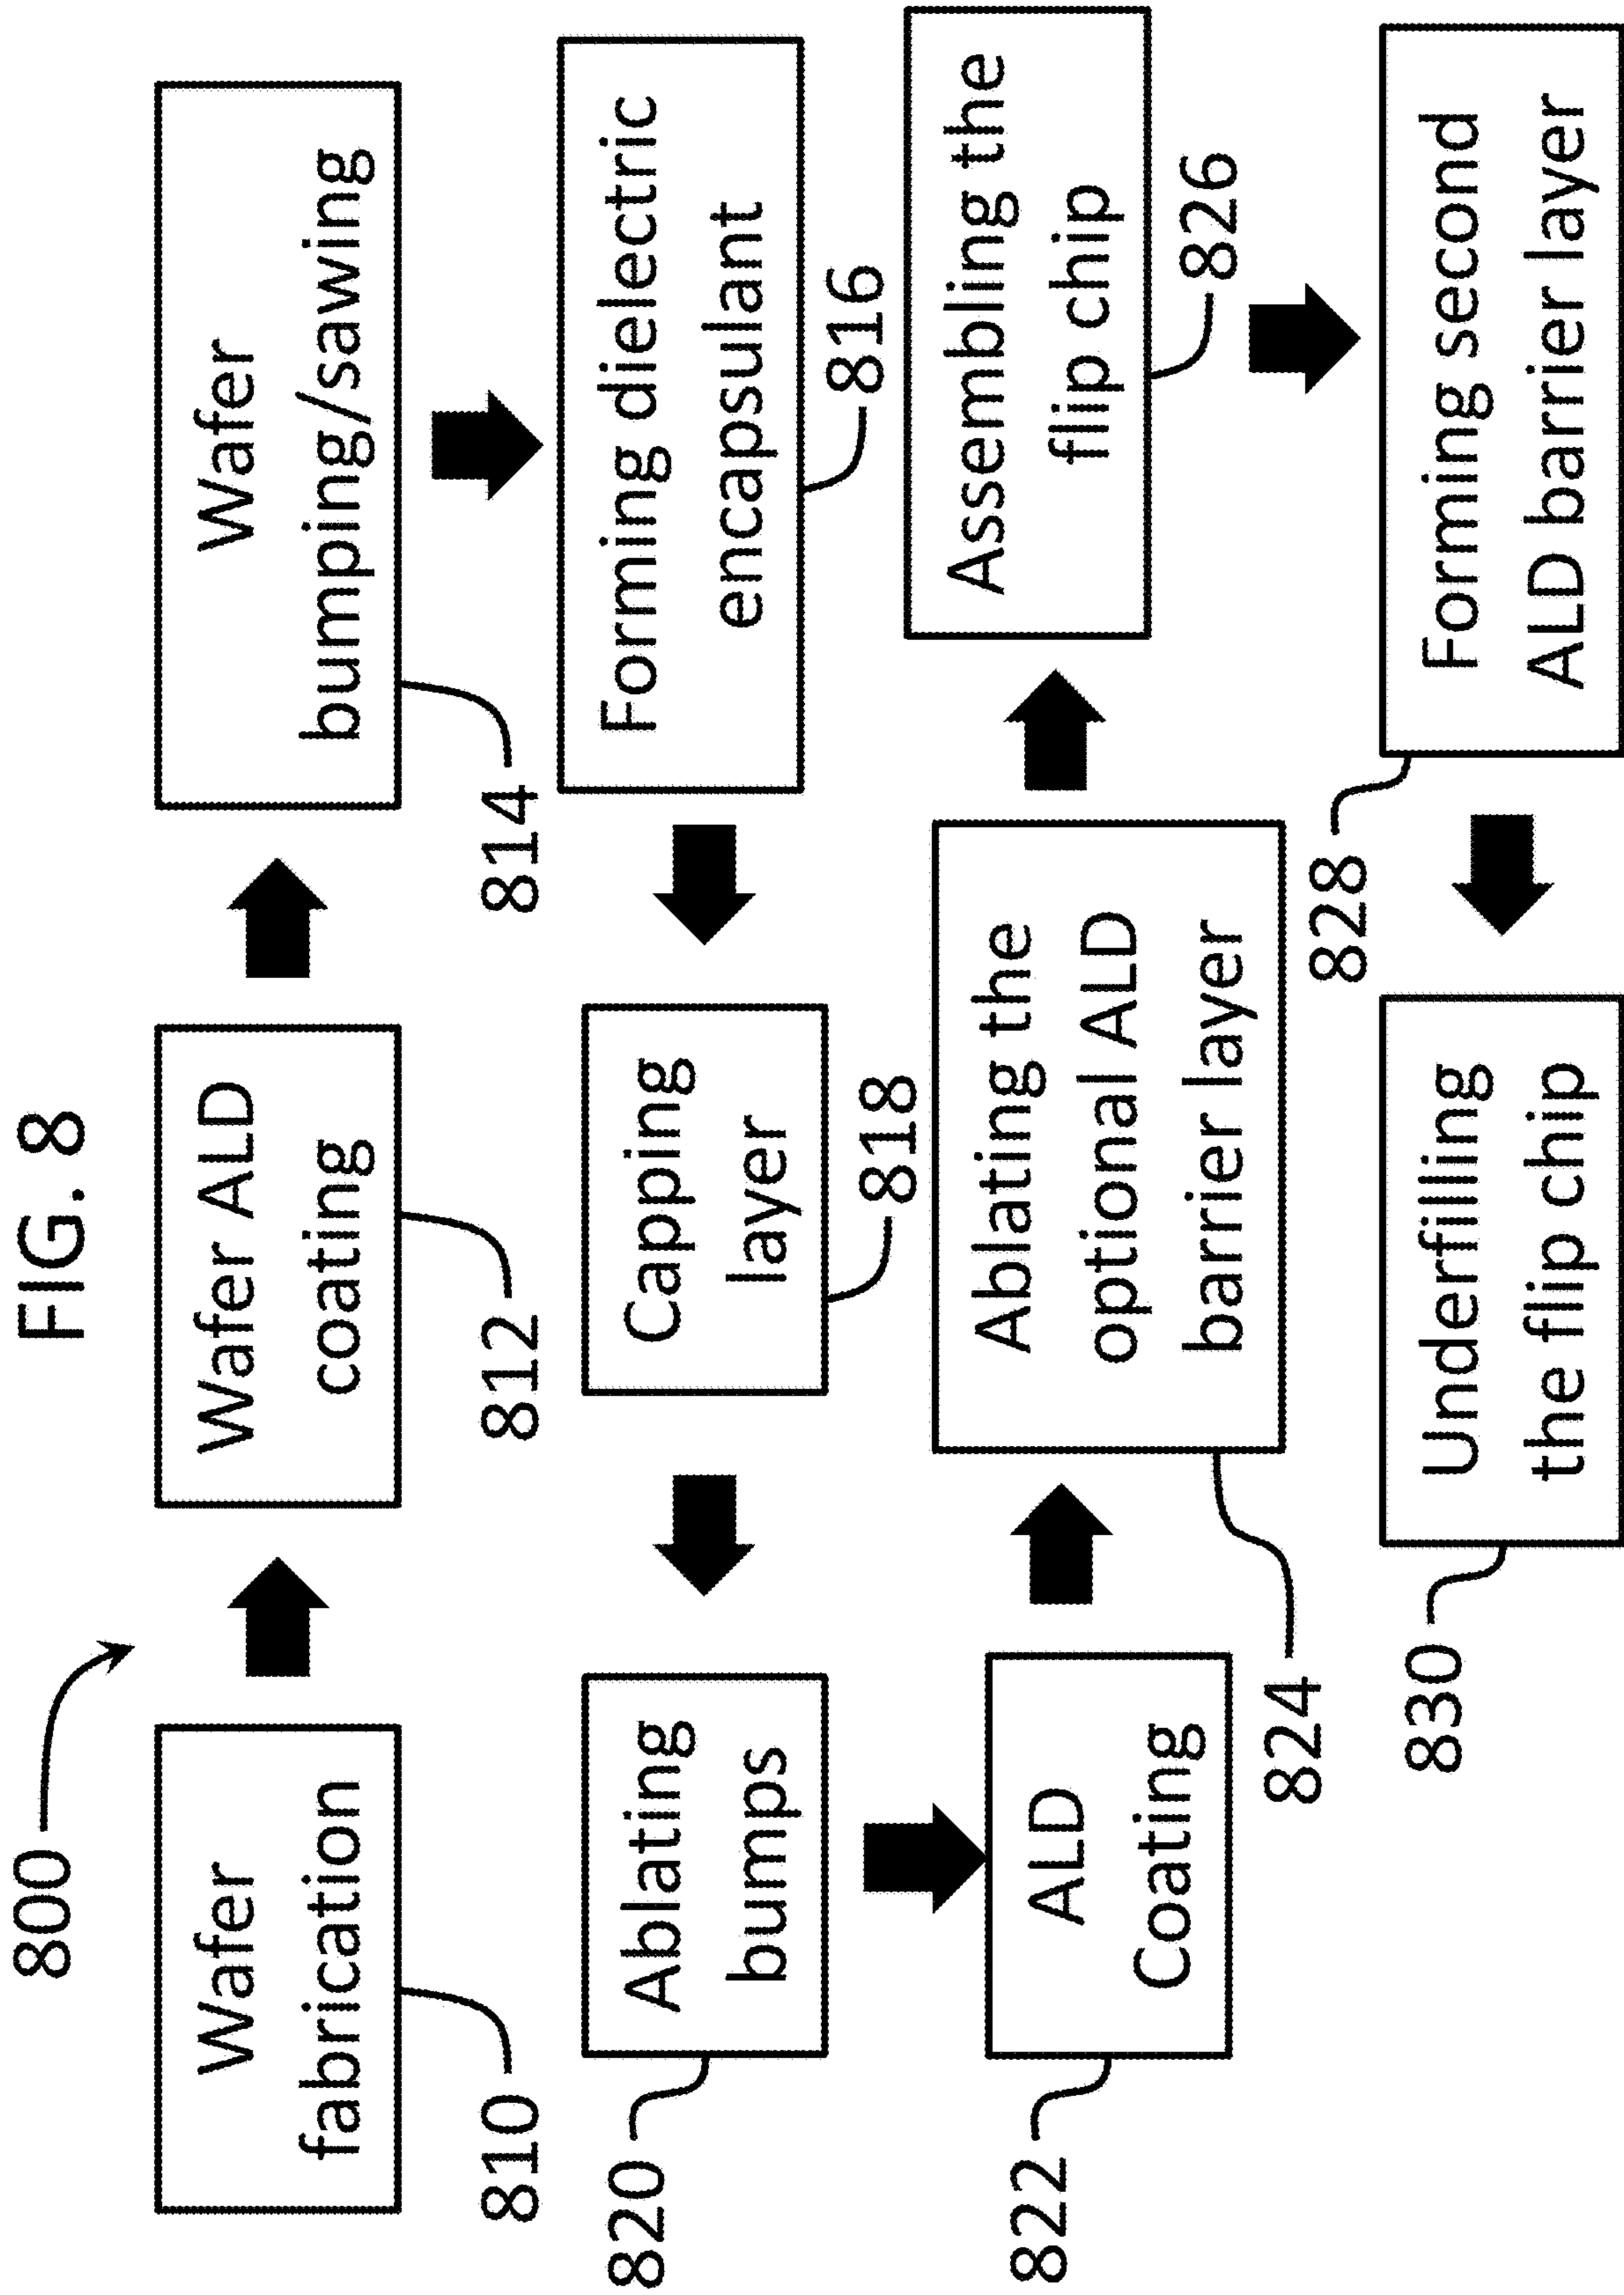 FIG. 8
800
Wafer
fabrication
810
Wafer ALD
coating
812
Wafer
bumping/sawing
814
Forming dielectric
encapsulant
816
Capping
layer
818
Ablating
bumps
820
ALD
Coating
822
Ablating the
optional ALD
barrier layer
824
Assembling the
flip chip
826
Forming second
ALD barrier layer
828
Underfilling
the flip chip
830